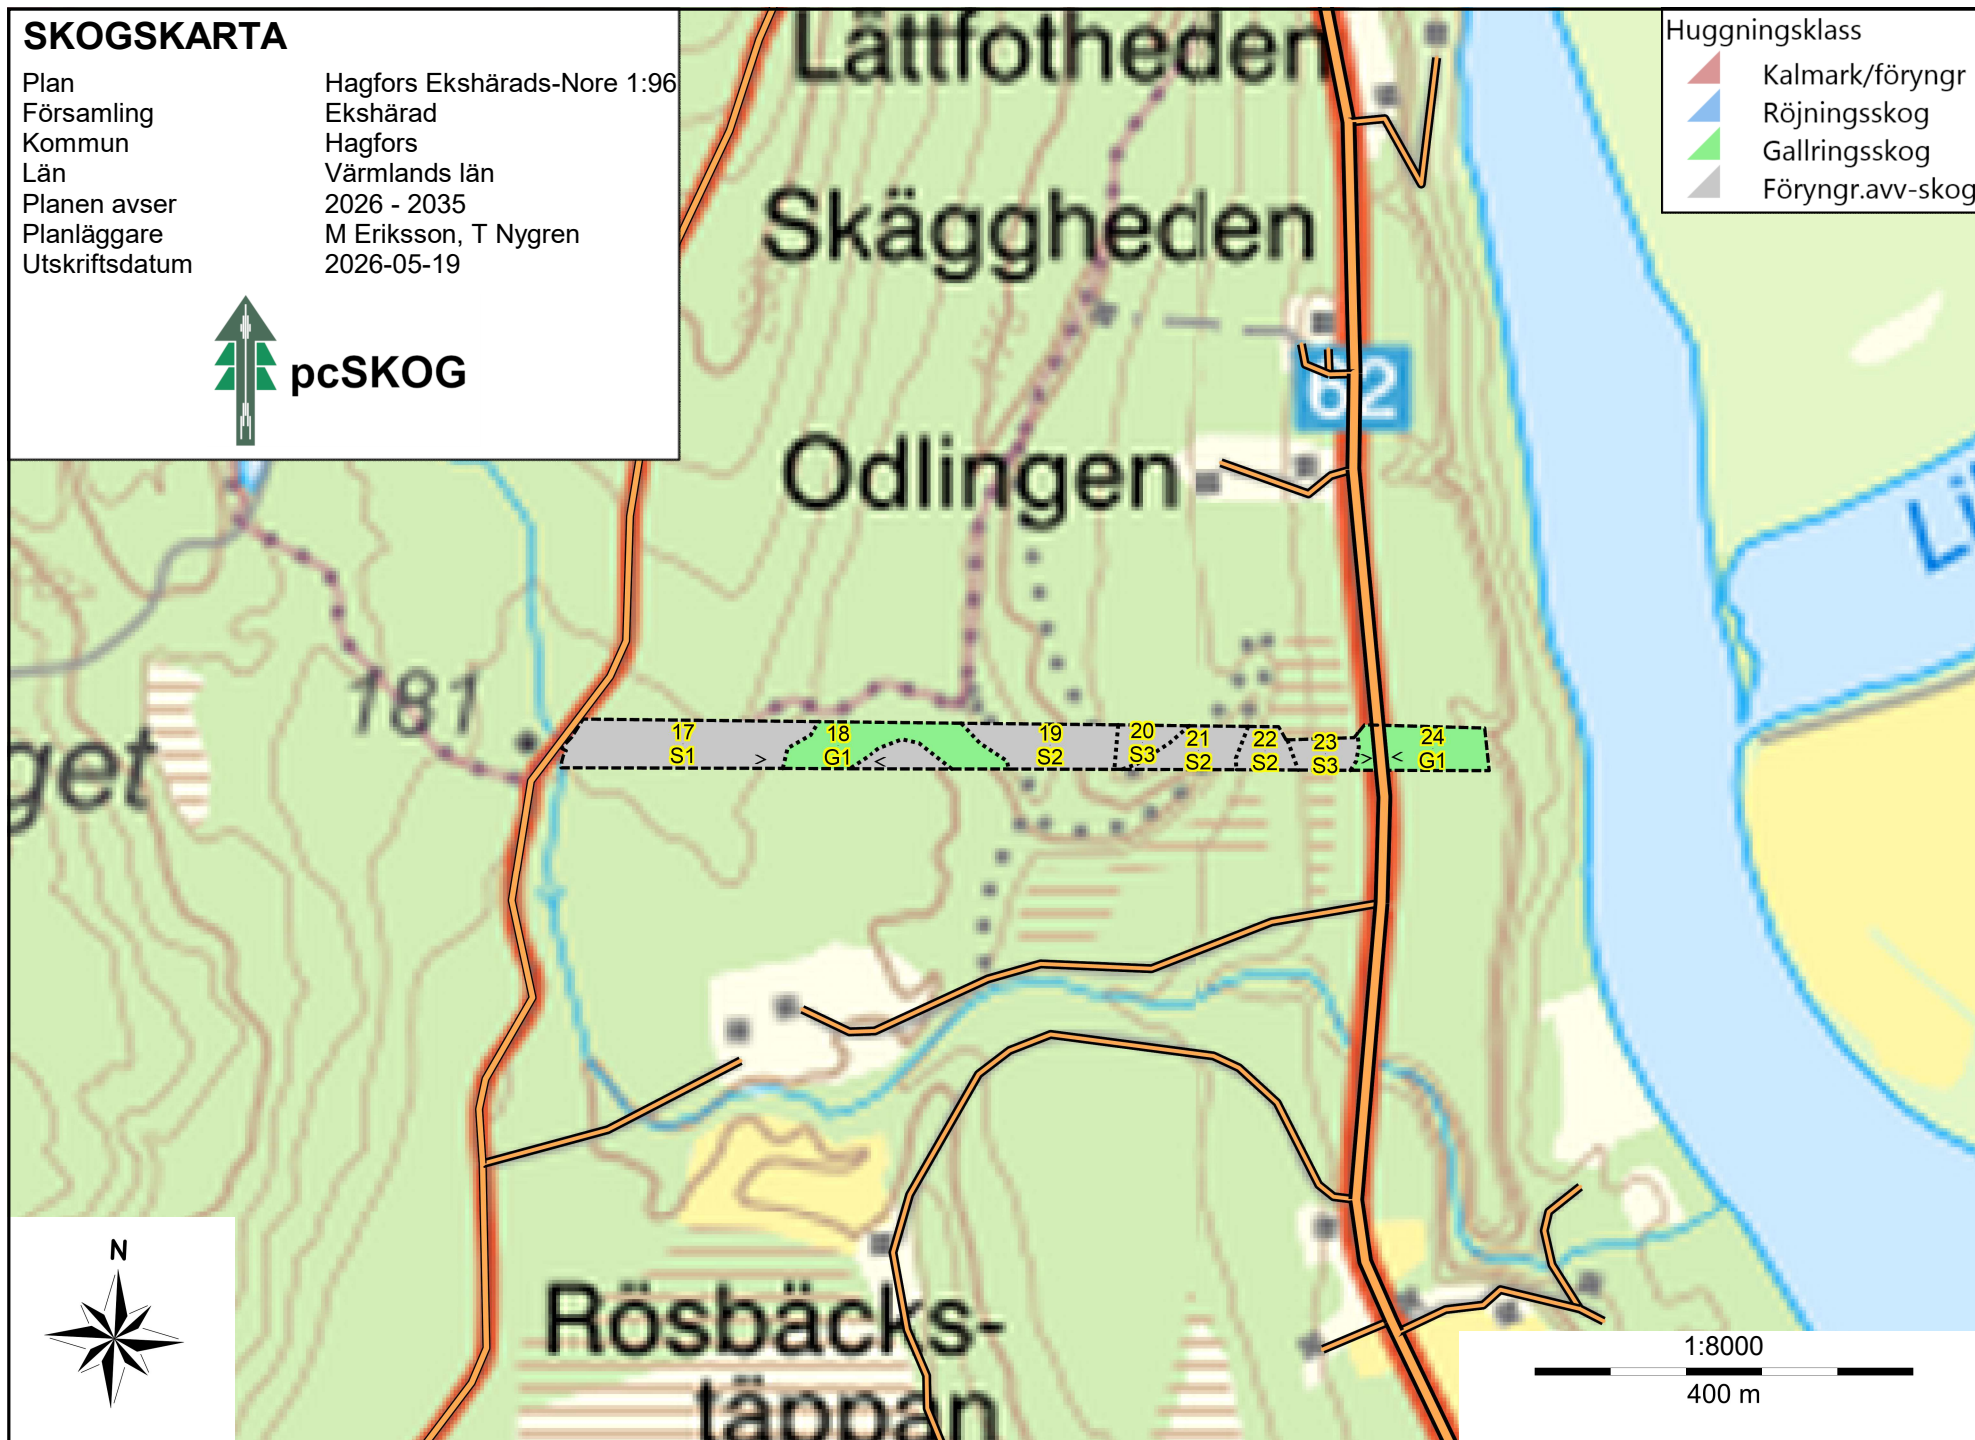 SKOGSKARTA
Plan Hagfors Ekshärads-Nore 1:96
Församling Ekshärad
Kommun Hagfors
Län Värmlands län
Planen avser 2026 - 2035
Planläggare M Eriksson, T Nygren
Utskriftsdatum 2026-05-19
pcSKOG
Huggningsklass
Kalmark/föryngr
Röjningsskog
Gallringsskog
Föryngr.avv-skog
Lättfotheden
Skäggheden
62
Odlingen
181
17
S1
18
G1
19
S2
20
S3
21
S2
22
S2
23
S3
24
G1
Rösbäcks-
täppan
N
1:8000
400 m